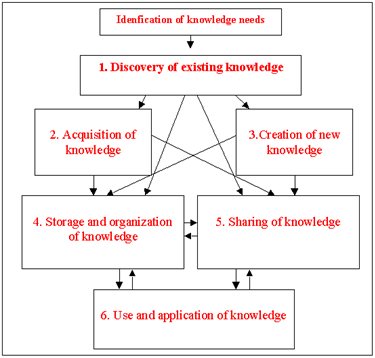 Idenfication of knowledge needs
1. Discovery of existing knowledge
2. Acquisition of
knowledge
3.Creation of new
knowledge
4. Storage and organization
of knowledge
5. Sharing of knowledge
6. Use and application of knowledge